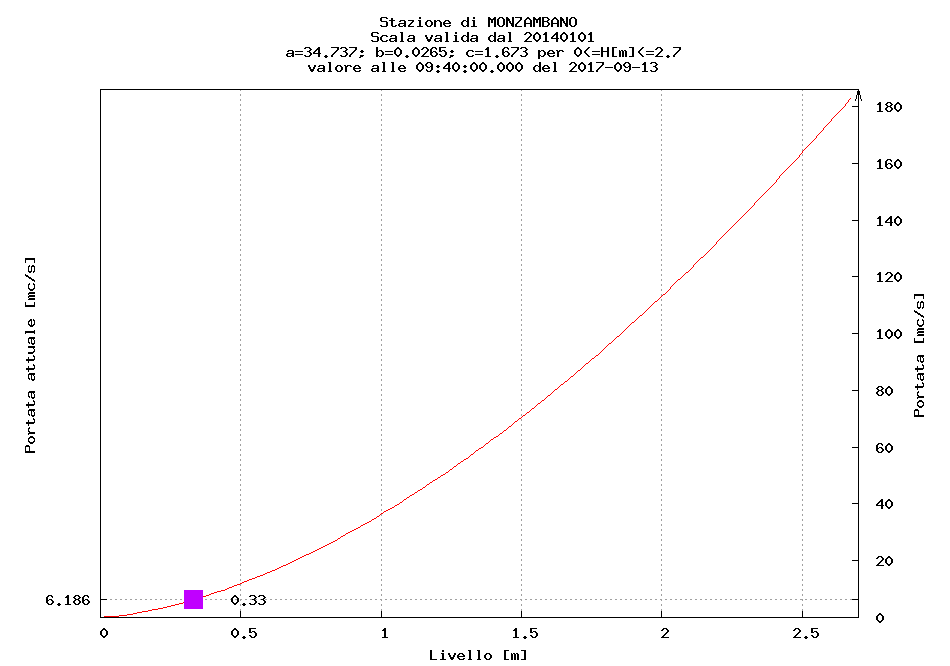 Stazione di MONZAMBANO
Scala valida dal 20140101
a=34.737; b=0.0265; c=1.673 per 0<=H[m]<=2.7
valore alle 09:40:00.000 del 2017-09-13
Portata attuale [mc/s]
Portata [mc/s]
180
160
140
120
100
80
60
40
20
0
6.186
0.33
0
0.5
1
1.5
2
2.5
Livello [m]